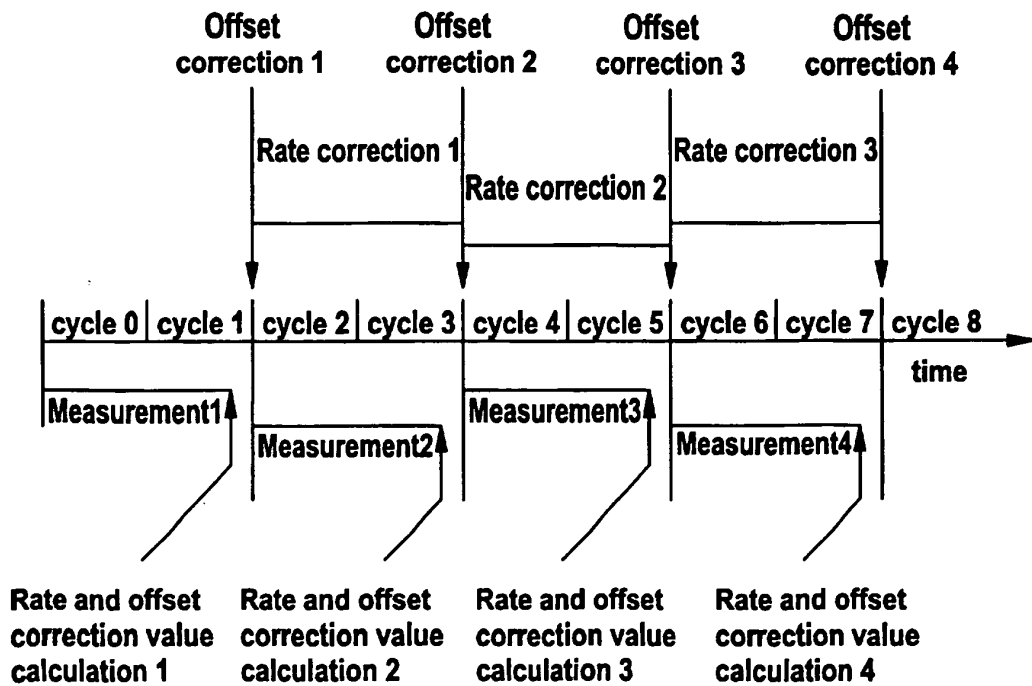 Offset
correction 1
Offset
correction 2
Offset
correction 3
Offset
correction 4
Rate correction 1
Rate correction 2
Rate correction 3
cycle 0 cycle 1 cycle 2 cycle 3 cycle 4 cycle 5 cycle 6 cycle 7 cycle 8
time
Measurement1
Measurement2
Measurement3
Measurement4
Rate and offset
correction value
calculation 1
Rate and offset
correction value
calculation 2
Rate and offset
correction value
calculation 3
Rate and offset
correction value
calculation 4